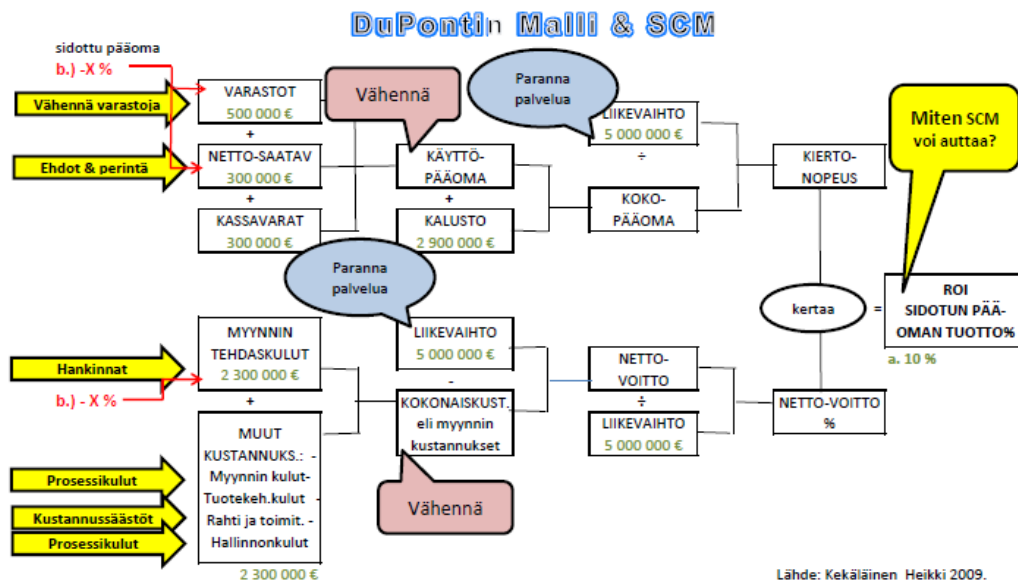 DuPontin Malli & SCM
sidottu pääoma
b.) -X %
Vähennä varastoja
VARASTOT
500 000 €
+
Ehdot & perintä
NETTO-SAATAV
300 000 €
+
KASSAVARAT
300 000 €
Vähennä
KÄYTTÖ-
PÄÄOMA
+
KALUSTO
2 900 000 €
Paranna
palvelua
LIIKEVAIHTO
5 000 000 €
÷
KOKO-
PÄÄOMA
KIERTO-
NOPEUS
Miten SCM
voi auttaa?
kertaa
=
ROI
SIDOTUN PÄÄ-
OMAN TUOTTO%
a. 10 %
Paranna
palvelua
Hankinnat
b.) - X %
MYYNNIN
TEHDASKULUT
2 300 000 €
+
LIIKEVAIHTO
5 000 000 €
-
KOKONAISKUST.
eli myynnin
kustannukset
Vähennä
NETTO-
VOITTO
÷
LIIKEVAIHTO
5 000 000 €
NETTO-VOITTO
%
Prosessikulut
Kustannussäästöt
Prosessikulut
MUUT
KUSTANNUKS.: -
Myynnin kulut-
Tuotekeh.kulut -
Rahti ja toimit. -
Hallinnonkulut
2 300 000 €
Lähde: Kekäläinen Heikki 2009.